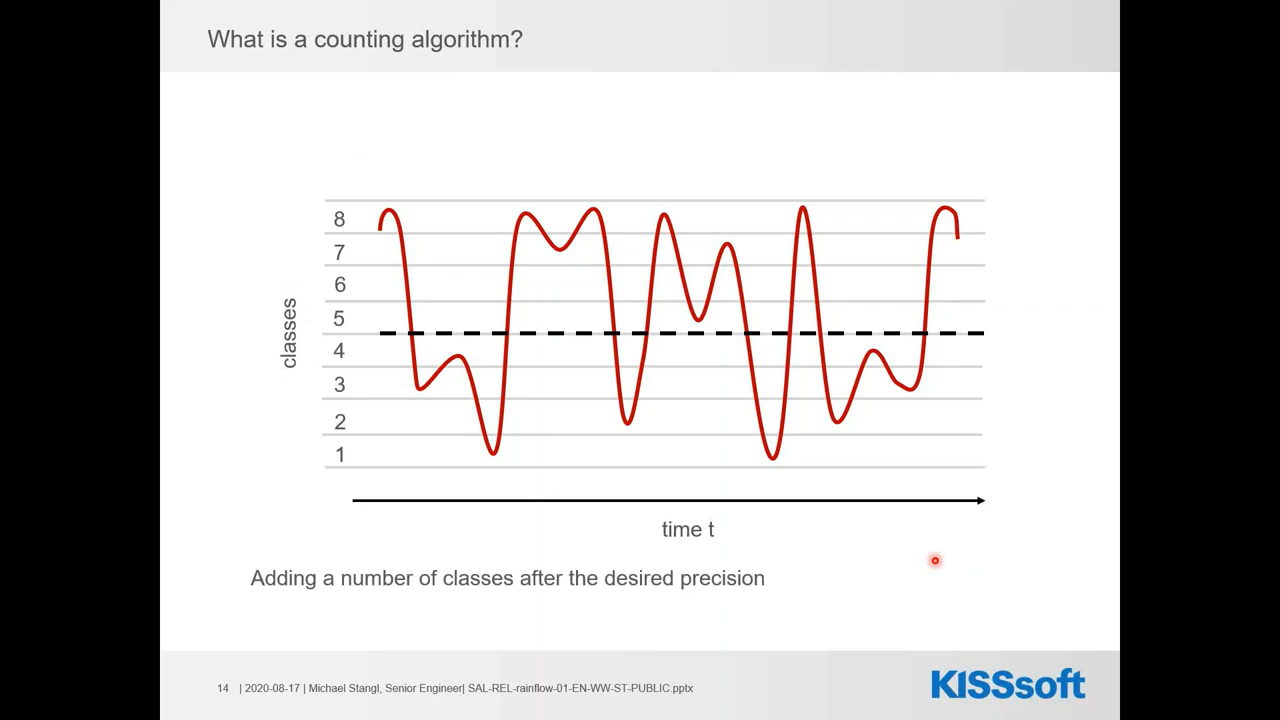 What is a counting algorithm?
8
7
6
5
4
3
2
1
classes
time t
Adding a number of classes after the desired precision
14 | 2020-08-17 | Michael Stangl, Senior Engineer| SAL-REL-rainflow-01-EN-WW-ST-PUBLIC.pptx
KISSsoft